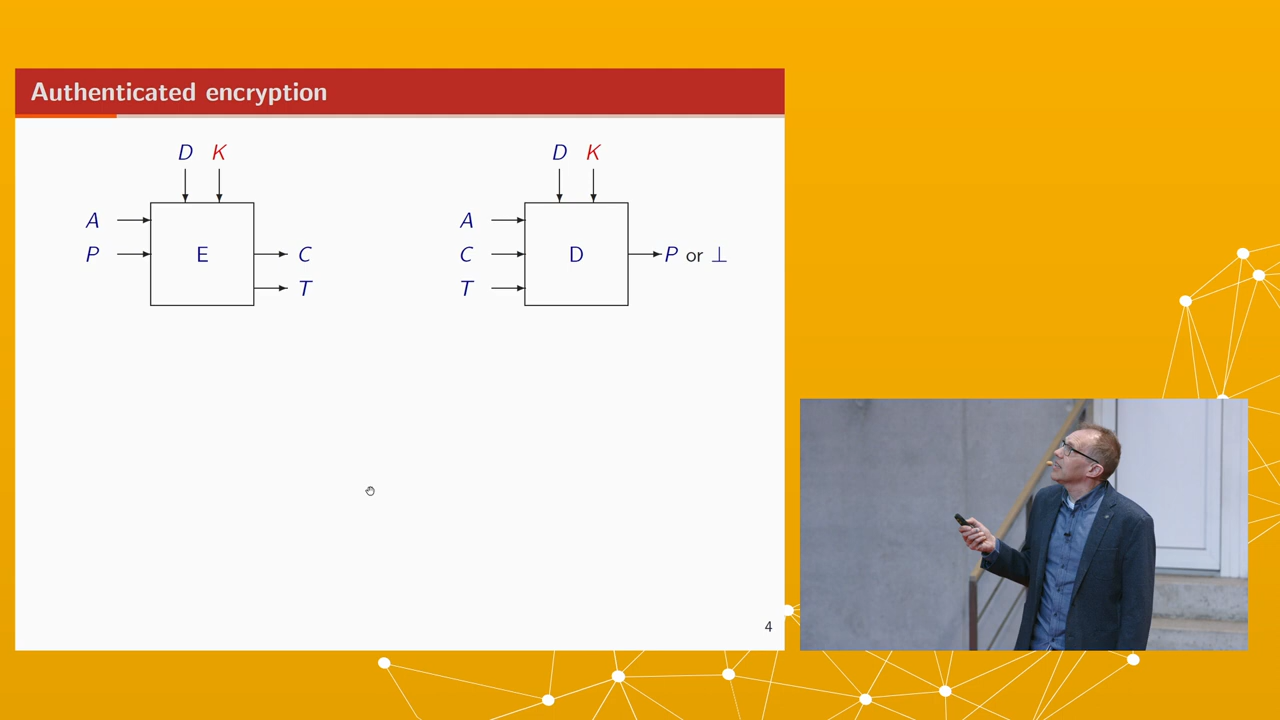 Authenticated encryption
D K
A
P
E
C
T
D K
A
C
T
D
P or ⊥
4